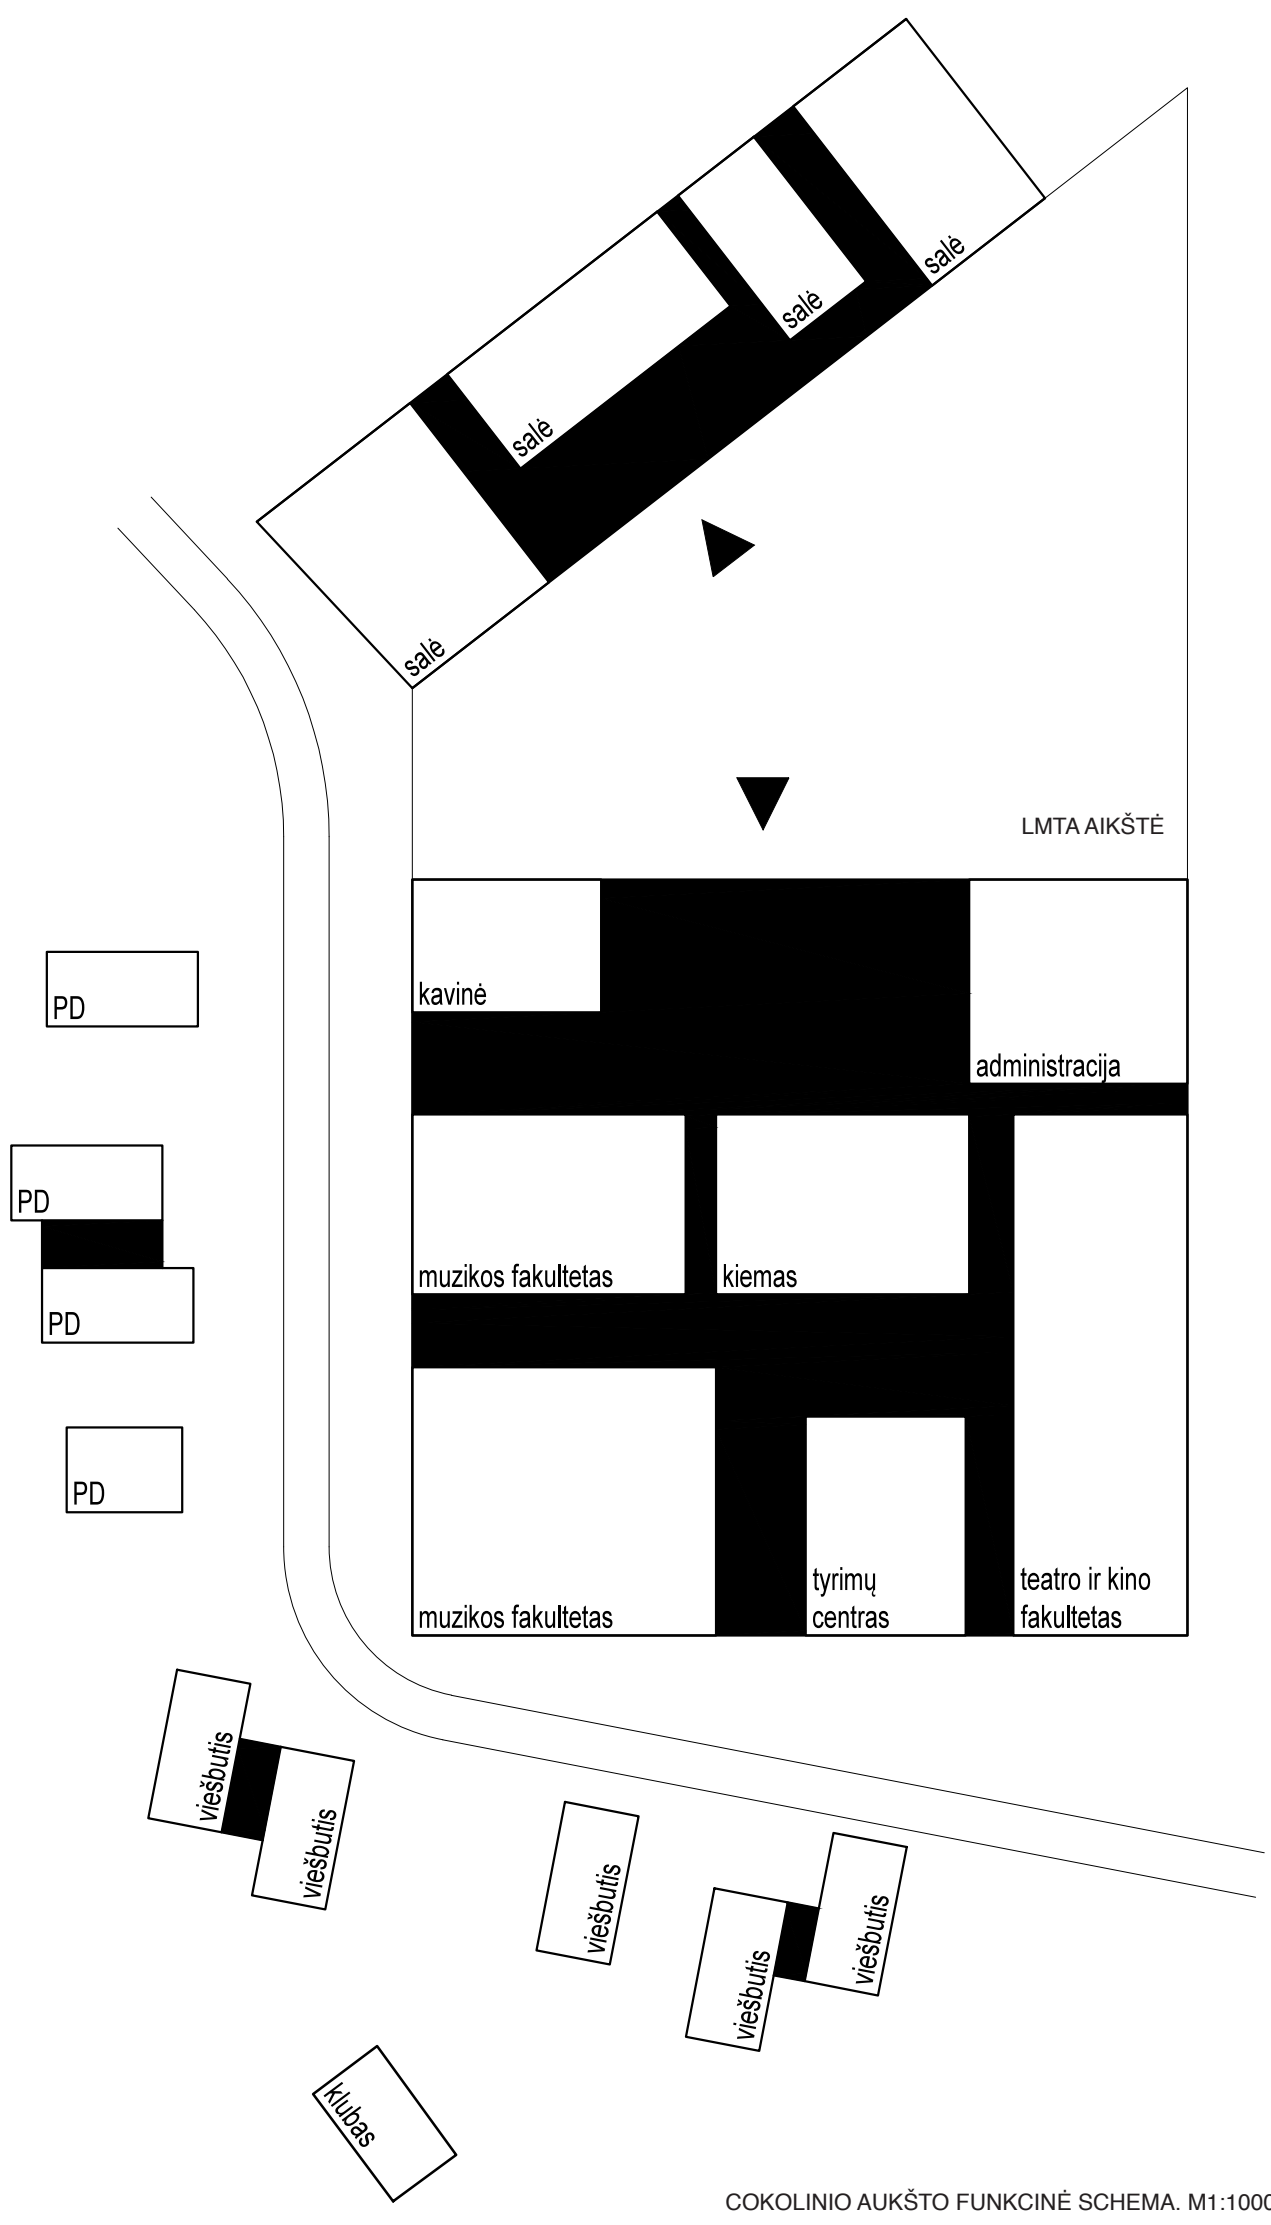 salė
salė
salė
salė
LMTA AIKŠTĖ
kavinė
PD
administracija
PD
muzikos fakultetas
kiemas
PD
PD
tyrimų
centras
teatro ir kino
fakultetas
muzikos fakultetas
viešbutis
viešbutis
viešbutis
viešbutis
viešbutis
klubas
COKOLINIO AUKŠTO FUNKCINĖ SCHEMA. M1:1000